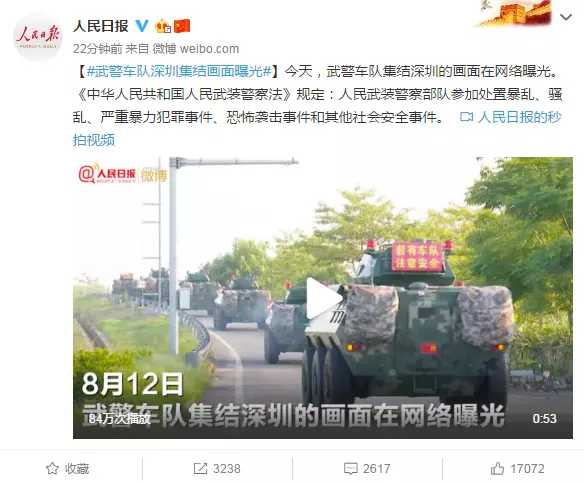 人民日报
人民日报
22分钟前 来自 微博 weibo.com
【#武警车队深圳集结画面曝光#】今天，武警车队集结深圳的画面在网络曝光。
《中华人民共和国人民武装警察法》规定：人民武装警察部队参加处置暴乱、骚
乱、严重暴力犯罪事件、恐怖袭击事件和其他社会安全事件。 人民日报的秒
拍视频
@人民日报 微博
前有车队
注意安全
8月12日
武警车队集结深圳的画面在网络曝光
84万次播放
0:53
收藏
3238
2617
17072